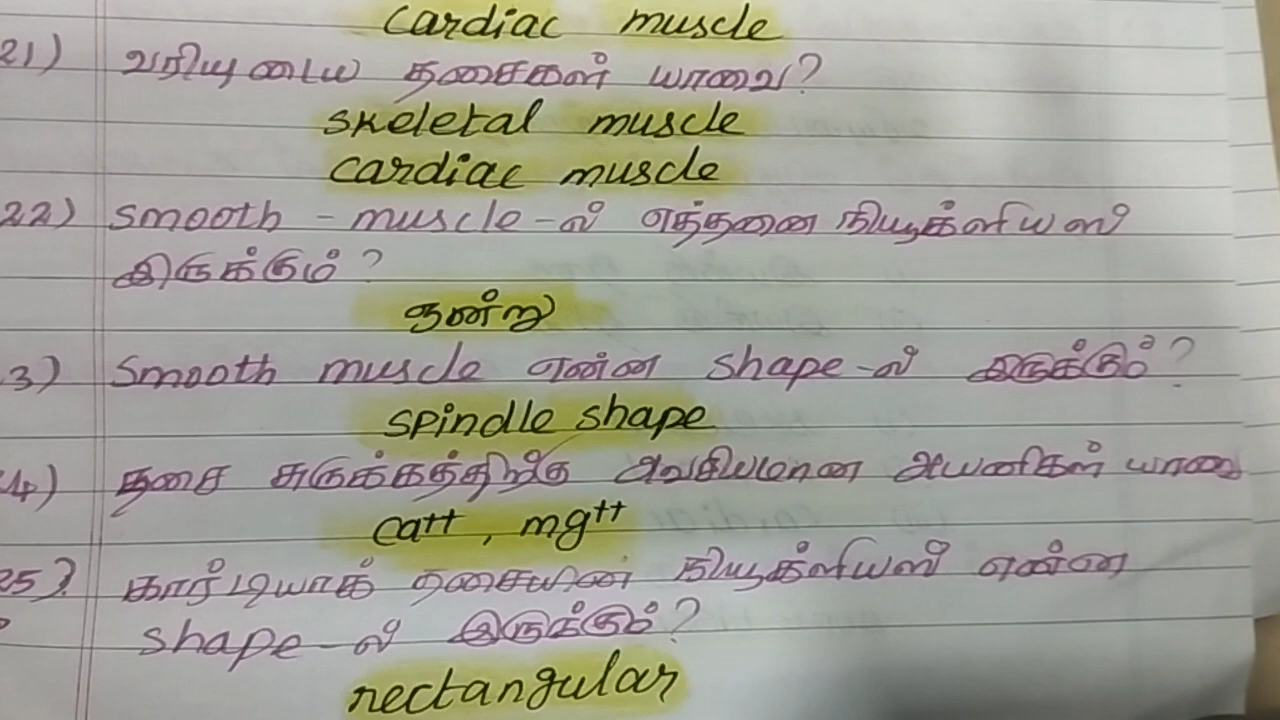 cardiac muscle
21) வரியுடைய தசைகள் யாவை?
skeletal muscle
cardiac muscle
22) smooth - muscle-ல் எத்தனை நியூக்ளியஸ்
இருக்கும்?
ஒன்று
3) smooth muscle என்ன shape-ல் இருக்கும்?
spindle shape
4) தசை சுருக்கத்திற்கு அவசியமான அயனிகள் யாவை
ca++, mg++
25) கார்டியாக் தசையின் நியூக்ளியஸ் என்ன
shape-ல் இருக்கும்?
rectangular